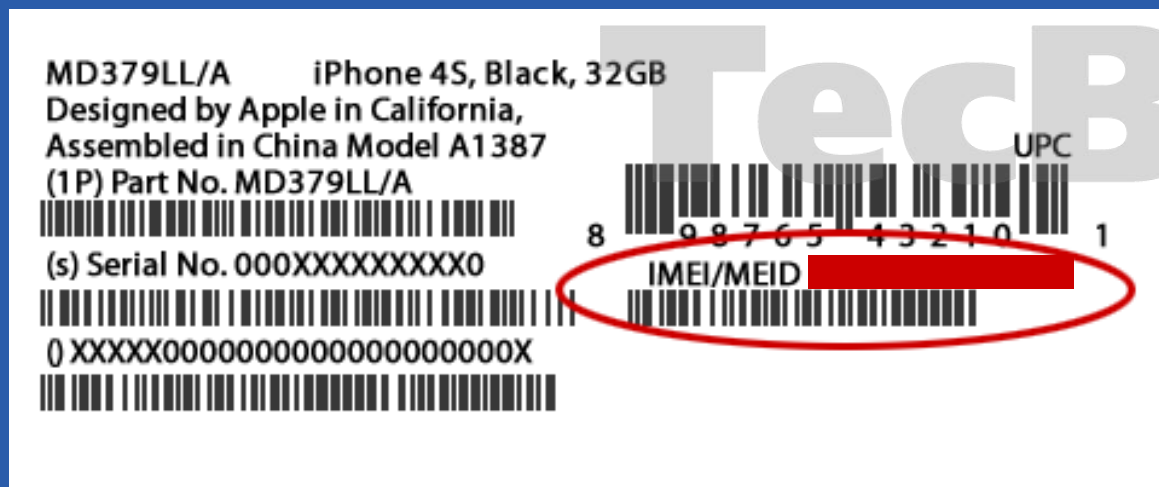 TecB
MD379LL/A iPhone 4S, Black, 32GB
Designed by Apple in California,
Assembled in China Model A1387
(1P) Part No. MD379LL/A
UPC
8 98765 43210 1
(s) Serial No. 000XXXXXXXXX0
IMEI/MEID
() XXXXX00000000000000000000X